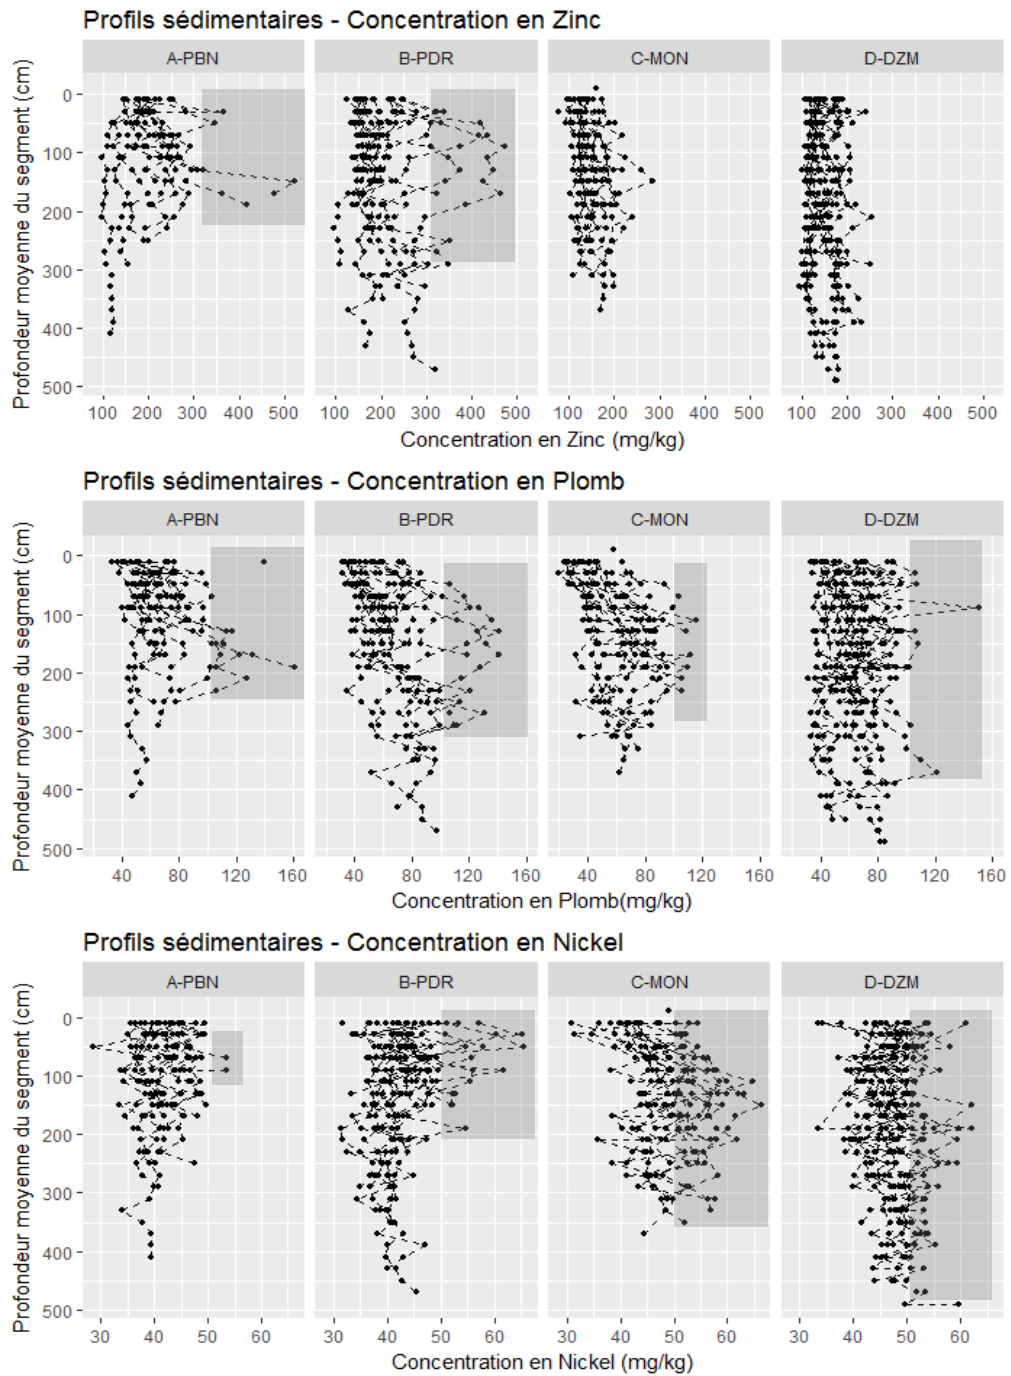 Profils sédimentaires - Concentration en Zinc
A-PBN B-PDR C-MON D-DZM
Profondeur moyenne du segment (cm)
0
100
200
300
400
500
100 200 300 400 500 100 200 300 400 500 100 200 300 400 500 100 200 300 400 500
Concentration en Zinc (mg/kg)
Profils sédimentaires - Concentration en Plomb
A-PBN B-PDR C-MON D-DZM
Profondeur moyenne du segment (cm)
0
100
200
300
400
500
40 80 120 160 40 80 120 160 40 80 120 160 40 80 120 160
Concentration en Plomb(mg/kg)
Profils sédimentaires - Concentration en Nickel
A-PBN B-PDR C-MON D-DZM
Profondeur moyenne du segment (cm)
0
100
200
300
400
500
30 40 50 60 30 40 50 60 30 40 50 60 30 40 50 60
Concentration en Nickel (mg/kg)